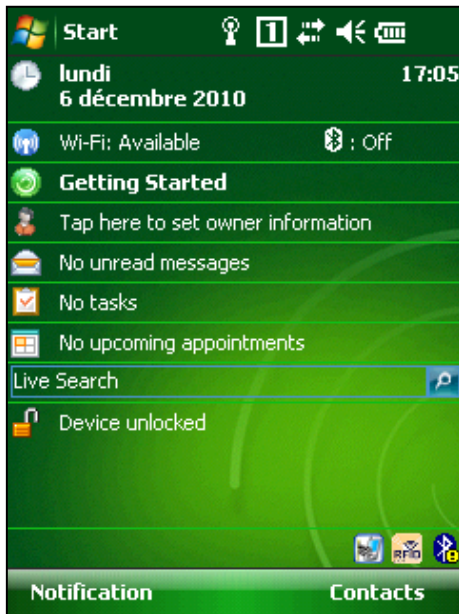 Start 1
lundi 17:05
6 décembre 2010
Wi-Fi: Available : Off
Getting Started
Tap here to set owner information
No unread messages
No tasks
No upcoming appointments
Live Search
Device unlocked
RFID
Notification Contacts